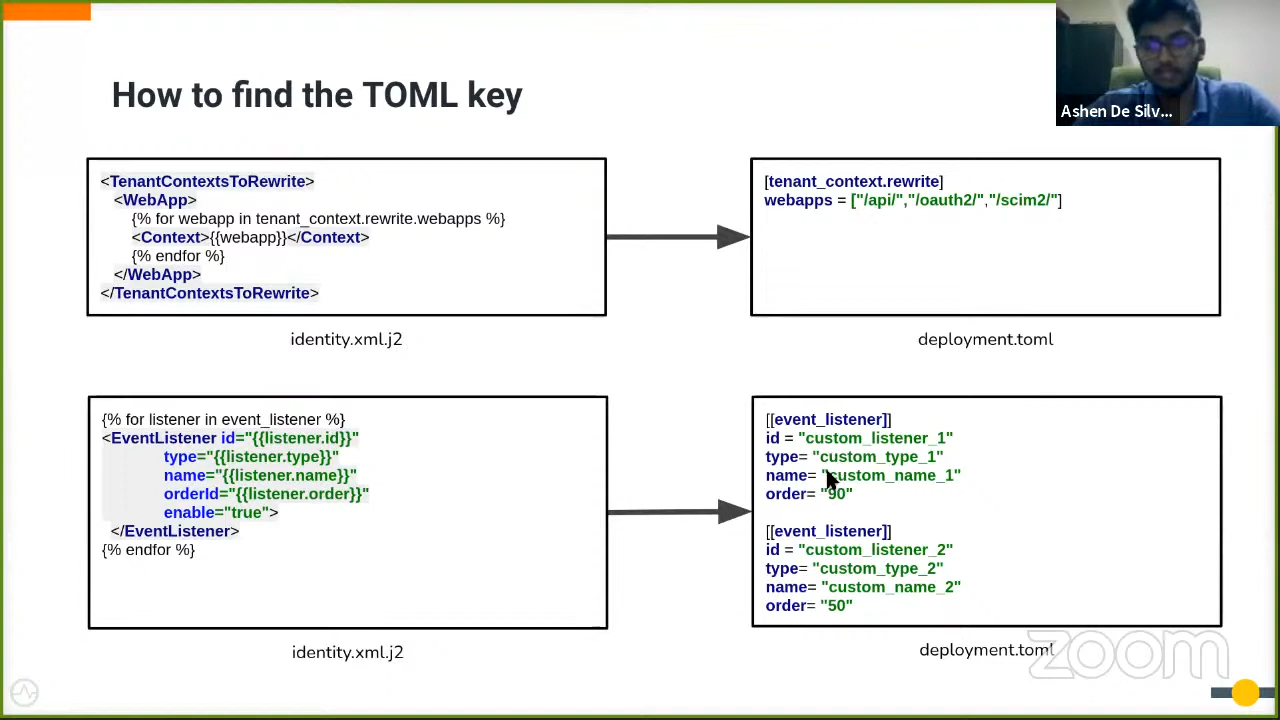 How to find the TOML key
Ashen De Silv...
<TenantContextsToRewrite>
<WebApp>
{% for webapp in tenant_context.rewrite.webapps %}
<Context>{{webapp}}</Context>
{% endfor %}
</WebApp>
</TenantContextsToRewrite>
identity.xml.j2
[tenant_context.rewrite]
webapps = ["/api/","/oauth2/","/scim2/"]
deployment.toml
{% for listener in event_listener %}
<EventListener id="{{listener.id}}"
type="{{listener.type}}"
name="{{listener.name}}"
orderId="{{listener.order}}"
enable="true">
</EventListener>
{% endfor %}
identity.xml.j2
[[event_listener]]
id = "custom_listener_1"
type= "custom_type_1"
name= "custom_name_1"
order= "90"
[[event_listener]]
id = "custom_listener_2"
type= "custom_type_2"
name= "custom_name_2"
order= "50"
deployment.toml
zoom